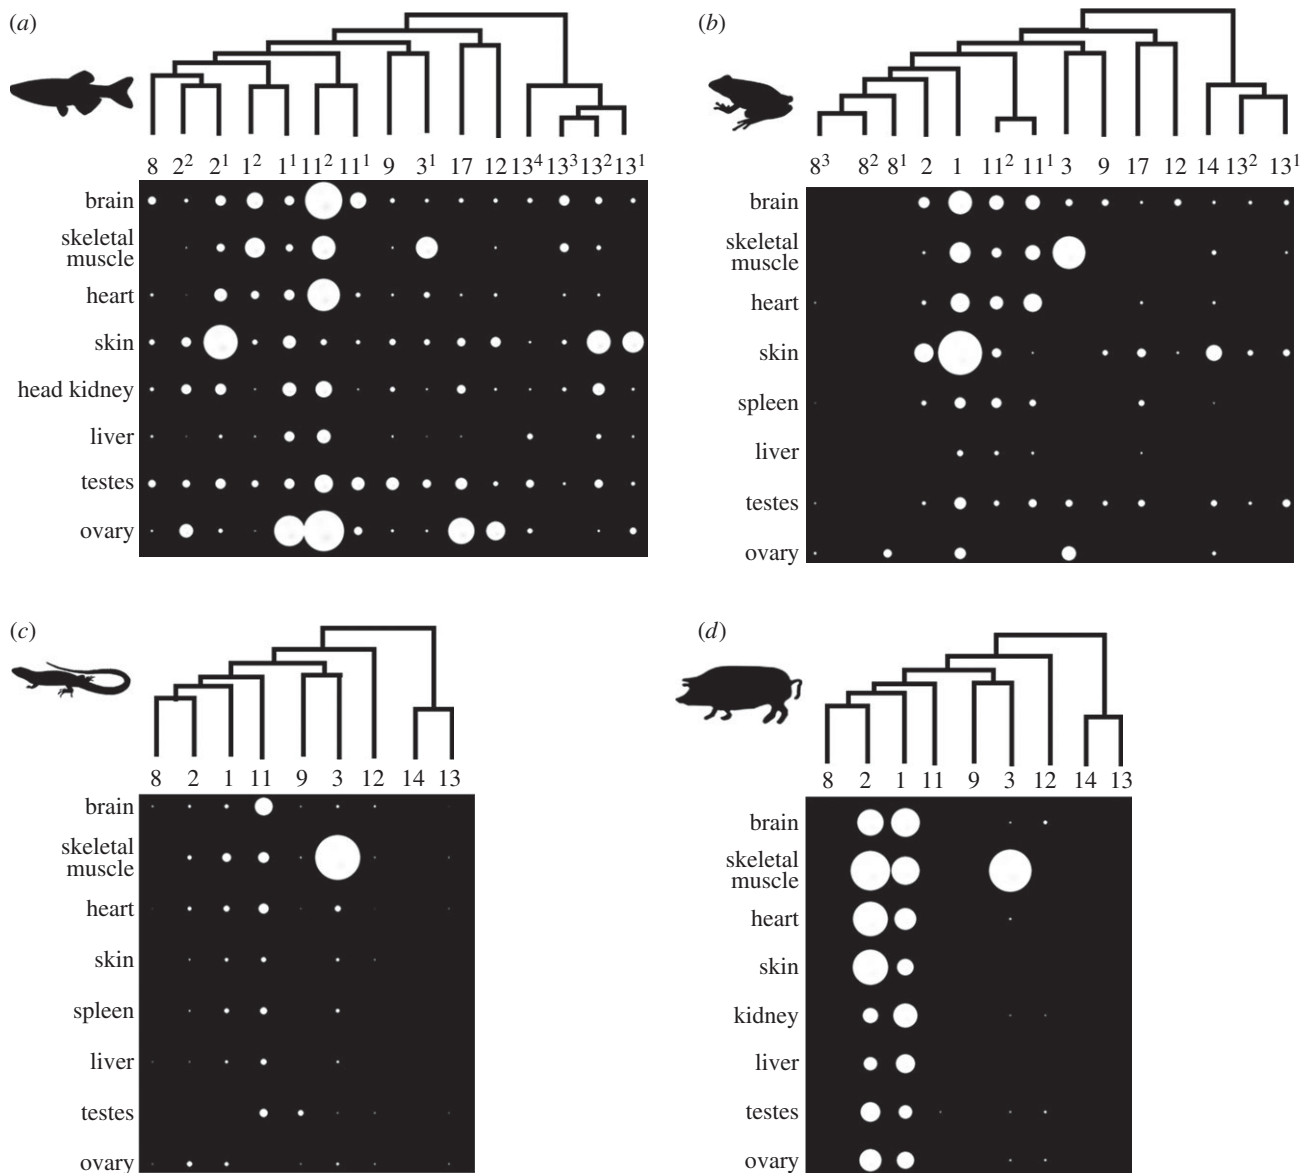 (a)
8 2² 2¹ 1² 1¹ 11² 11¹ 9 3¹ 17 12 13⁴ 13³ 13² 13¹
brain
skeletal
muscle
heart
skin
head kidney
liver
testes
ovary
(b)
8³ 8² 8¹ 2 1 11² 11¹ 3 9 17 12 14 13² 13¹
brain
skeletal
muscle
heart
skin
spleen
liver
testes
ovary
(c)
8 2 1 11 9 3 12 14 13
brain
skeletal
muscle
heart
skin
spleen
liver
testes
ovary
(d)
8 2 1 11 9 3 12 14 13
brain
skeletal
muscle
heart
skin
kidney
liver
testes
ovary